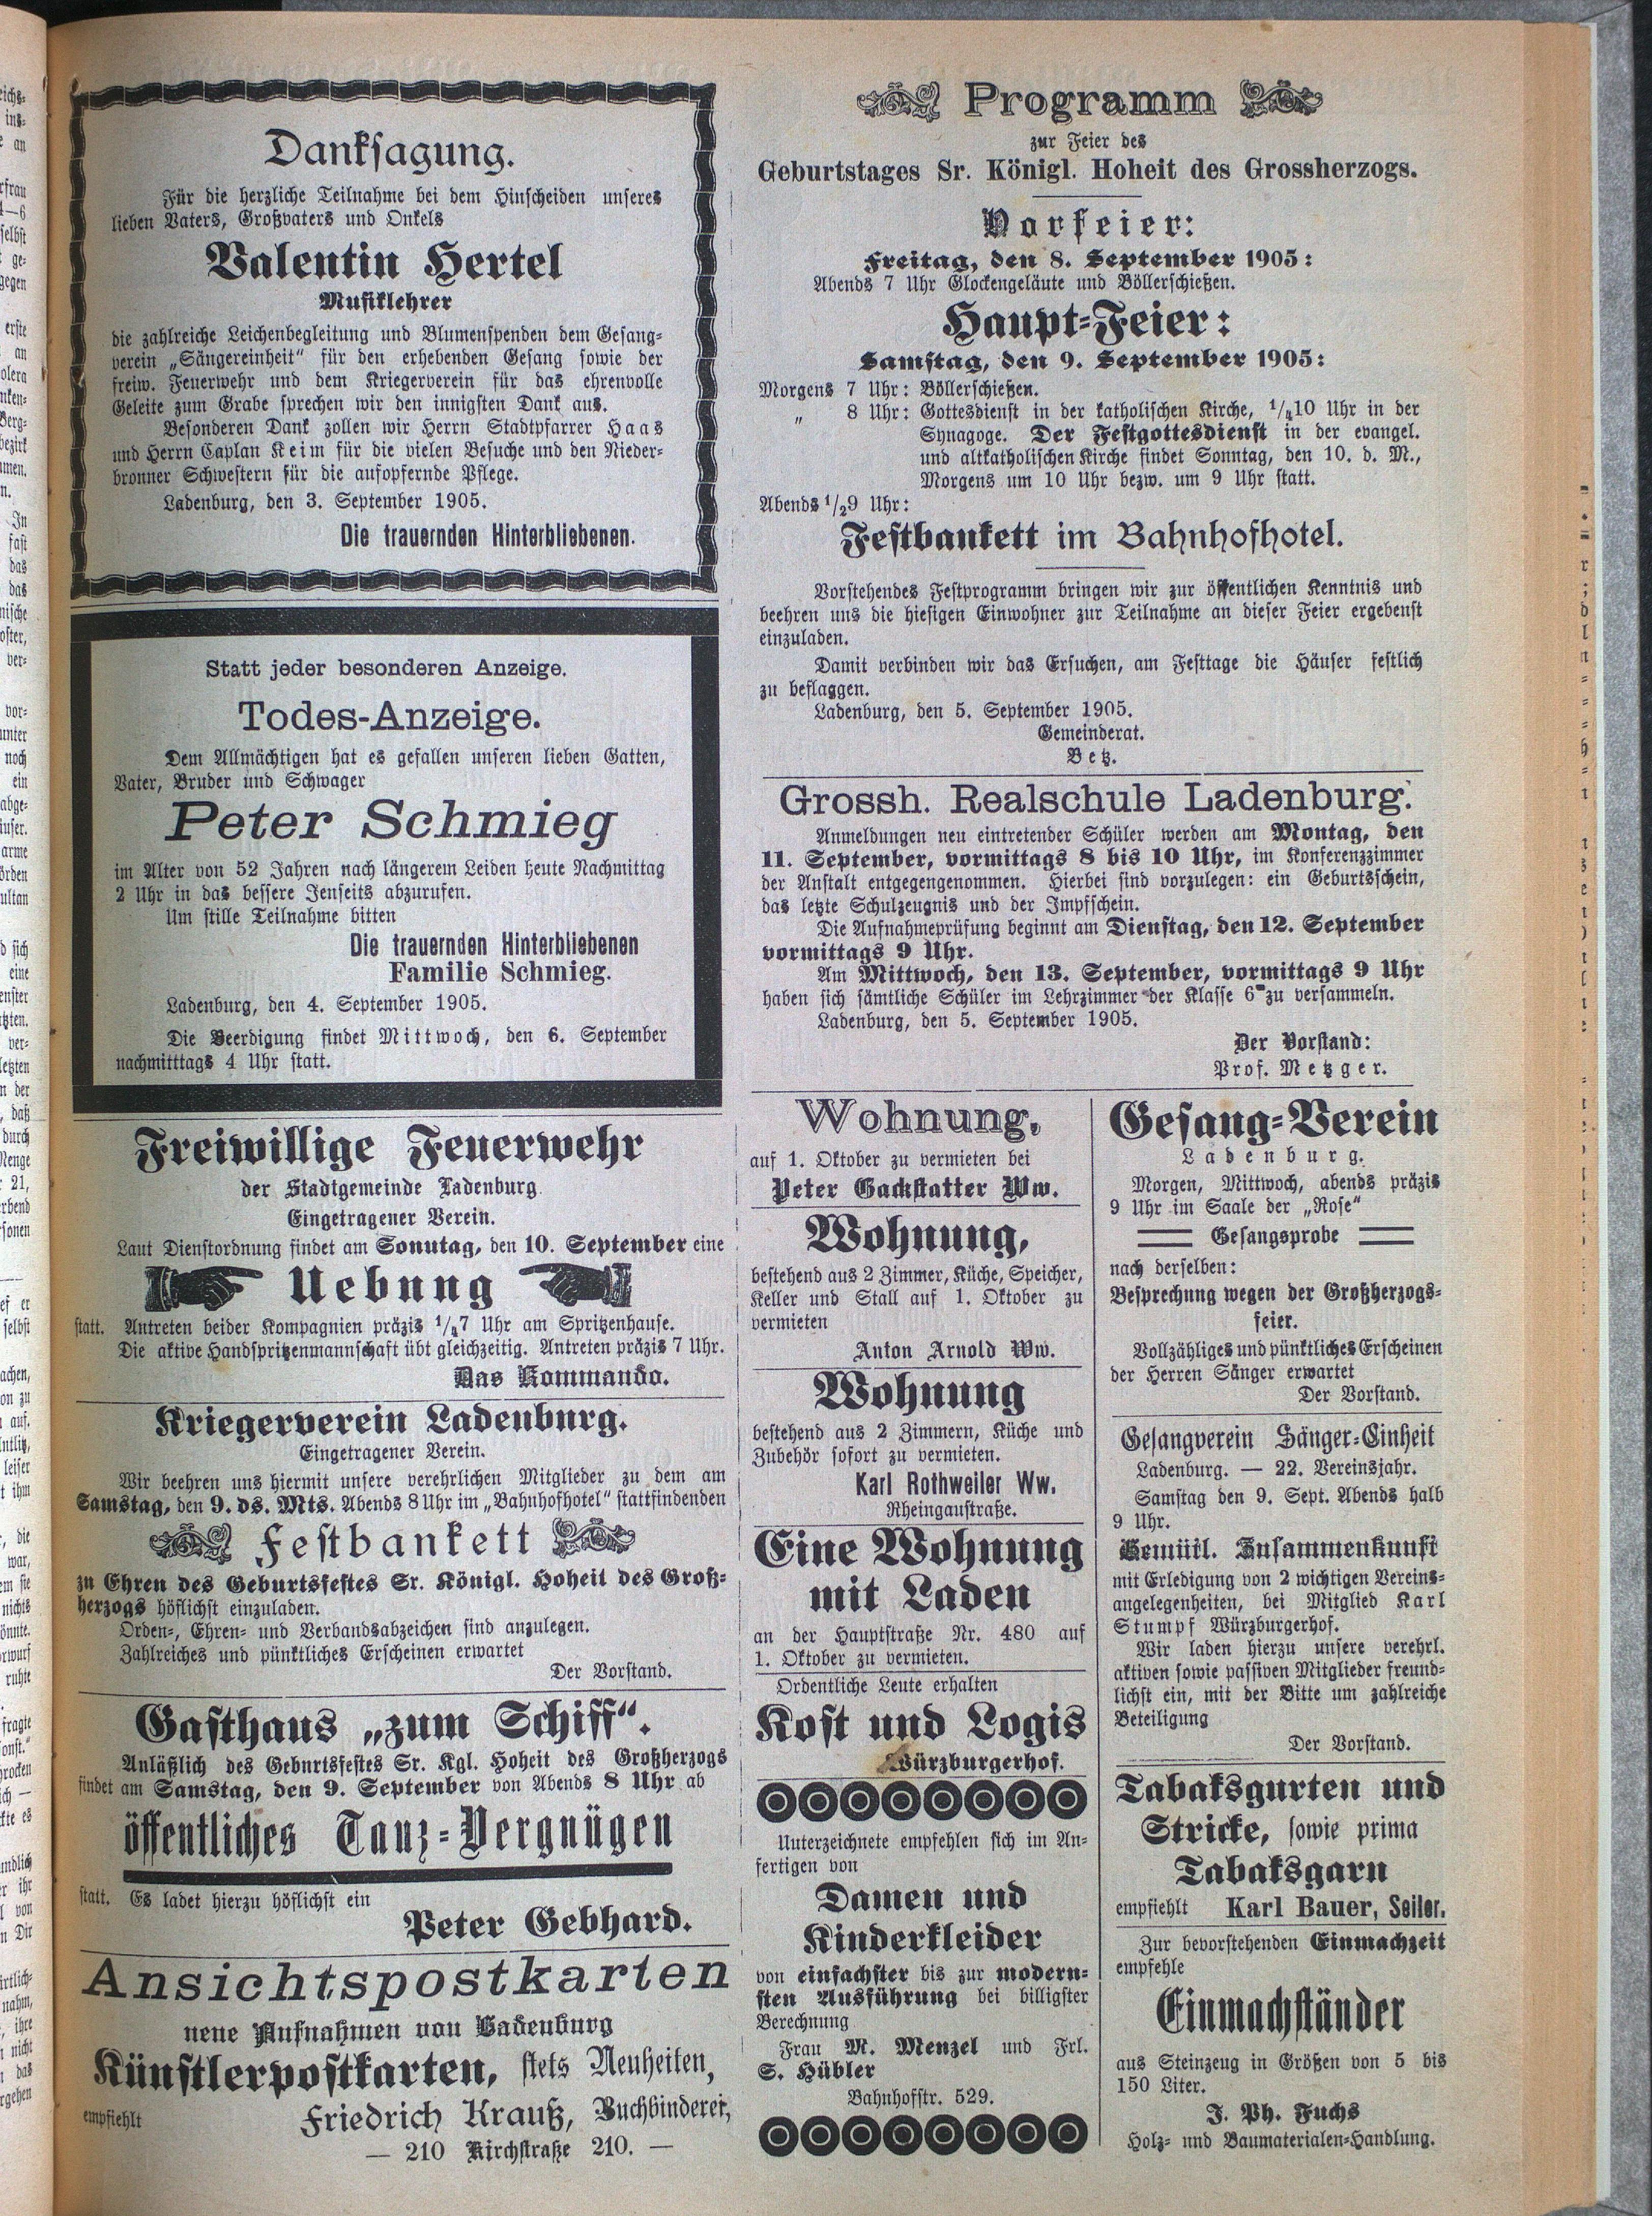 Danksagung.
Für die herzliche Teilnahme bei dem Hinscheiden unseres
lieben Vaters, Großvaters und Onkels
Valentin Hertel
Musiklehrer
die zahlreiche Leichenbegleitung und Blumenspenden dem Gesang-
verein „Sängereinheit“ für den erhebenden Gesang sowie der
freiw. Feuerwehr und dem Kriegerverein für das ehrenvolle
Geleite zum Grabe sprechen wir den innigsten Dank aus.
Besonderen Dank zollen wir Herrn Stadtpfarrer Haas
und Herrn Caplan Keim für die vielen Besuche und den Nieder-
bronner Schwestern für die aufopfernde Pflege.
Ladenburg, den 3. September 1905.
Die trauernden Hinterbliebenen.
Statt jeder besonderen Anzeige.
Todes-Anzeige.
Dem Allmächtigen hat es gefallen unseren lieben Gatten,
Vater, Bruder und Schwager
Peter Schmieg
im Alter von 52 Jahren nach längerem Leiden heute Nachmittag
2 Uhr in das bessere Jenseits abzurufen.
Um stille Teilnahme bitten
Die trauernden Hinterbliebenen
Familie Schmieg.
Ladenburg, den 4. September 1905.
Die Beerdigung findet Mittwoch, den 6. September
nachmitttags 4 Uhr statt.
Freiwillige Feuerwehr
der Stadtgemeinde Ladenburg
Eingetragener Verein.
Laut Dienstordnung findet am Sonntag, den 10. September eine
Uebung
statt. Antreten beider Kompagnien präzis 1/47 Uhr am Spritzenhause.
Die aktive Handspritzenmannschaft übt gleichzeitig. Antreten präzis 7 Uhr.
Das Kommando.
Kriegerverein Ladenburg.
Eingetragener Verein.
Wir beehren uns hiermit unsere verehrlichen Mitglieder zu dem am
Samstag, den 9. ds. Mts. Abends 8 Uhr im „Bahnhofhotel“ stattfindenden
Festbankett
zu Ehren des Geburtsfestes Sr. Königl. Hoheit des Groß-
herzogs höflichst einzuladen.
Orden-, Ehren- und Verbandsabzeichen sind anzulegen.
Zahlreiches und pünktliches Erscheinen erwartet
Der Vorstand.
Gasthaus „zum Schiff“.
Anläßlich des Geburtsfestes Sr. Kgl. Hoheit des Großherzogs
findet am Samstag, den 9. September von Abends 8 Uhr ab
öffentliches Tanz-Vergnügen
statt. Es ladet hierzu höflichst ein
Peter Gebhard.
Ansichtspostkarten
neue Aufnahmen von Ladenburg
Künstlerpostkarten, stets Neuheiten,
empfiehlt Friedrich Krauß, Buchbinderei,
— 210 Kirchstraße 210. —
Programm
zur Feier des
Geburtstages Sr. Königl. Hoheit des Grossherzogs.
Vorfeier:
Freitag, den 8. September 1905:
Abends 7 Uhr Glockengeläute und Böllerschießen.
Haupt-Feier:
Samstag, den 9. September 1905:
Morgens 7 Uhr: Böllerschießen.
„ 8 Uhr: Gottesdienst in der katholischen Kirche, 1/410 Uhr in der
Synagoge. Der Festgottesdienst in der evangel.
und altkatholischen Kirche findet Sonntag, den 10. d. M.,
Morgens um 10 Uhr bezw. um 9 Uhr statt.
Abends 1/29 Uhr:
Festbankett im Bahnhofhotel.
Vorstehendes Festprogramm bringen wir zur öffentlichen Kenntnis und
beehren uns die hiesigen Einwohner zur Teilnahme an dieser Feier ergebenst
einzuladen.
Damit verbinden wir das Ersuchen, am Festtage die Häuser festlich
zu beflaggen.
Ladenburg, den 5. September 1905.
Gemeinderat.
Betz.
Grossh. Realschule Ladenburg.
Anmeldungen neu eintretender Schüler werden am Montag, den
11. September, vormittags 8 bis 10 Uhr, im Konferenzzimmer
der Anstalt entgegengenommen. Hierbei sind vorzulegen: ein Geburtsschein,
das letzte Schulzeugnis und der Impfschein.
Die Aufnahmeprüfung beginnt am Dienstag, den 12. September
vormittags 9 Uhr.
Am Mittwoch, den 13. September, vormittags 9 Uhr
haben sich sämtliche Schüler im Lehrzimmer der Klasse 6 zu versammeln.
Ladenburg, den 5. September 1905.
Der Vorstand:
Prof. Metzger.
Wohnung,
auf 1. Oktober zu vermieten bei
Peter Gackstatter Ww.
Wohnung,
bestehend aus 2 Zimmer, Küche, Speicher,
Keller und Stall auf 1. Oktober zu
vermieten
Anton Arnold Ww.
Wohnung
bestehend aus 2 Zimmern, Küche und
Zubehör sofort zu vermieten.
Karl Rothweiler Ww.
Rheingaustraße.
Eine Wohnung
mit Laden
an der Hauptstraße Nr. 480 auf
1. Oktober zu vermieten.
Ordentliche Leute erhalten
Kost und Logis
Würzburgerhof.
Unterzeichnete empfehlen sich im An-
fertigen von
Damen und
Kinderkleider
von einfachster bis zur modern-
sten Ausführung bei billigster
Berechnung
Frau M. Menzel und Frl.
S. Hübler
Bahnhofstr. 529.
Gesang-Verein
Ladenburg.
Morgen, Mittwoch, abends präzis
9 Uhr im Saale der „Rose“
Gesangsprobe
nach derselben:
Besprechung wegen der Großherzogs-
feier.
Vollzähliges und pünktliches Erscheinen
der Herren Sänger erwartet
Der Vorstand.
Gesangverein Sänger-Einheit
Ladenburg. — 22. Vereinsjahr.
Samstag den 9. Sept. Abends halb
9 Uhr.
Gemütl. Zusammenkunft
mit Erledigung von 2 wichtigen Vereins-
angelegenheiten, bei Mitglied Karl
Stumpf Würzburgerhof.
Wir laden hierzu unsere verehrl.
aktiven sowie passiven Mitglieder freund-
lichst ein, mit der Bitte um zahlreiche
Beteiligung
Der Vorstand.
Tabaksgurten und
Stricke, sowie prima
Tabaksgarn
empfiehlt Karl Bauer, Seiler.
Zur bevorstehenden Einmachzeit
empfehle
Einmachständer
aus Steinzeug in Größen von 5 bis
150 Liter.
J. Ph. Fuchs
Holz- und Baumaterialen-Handlung.